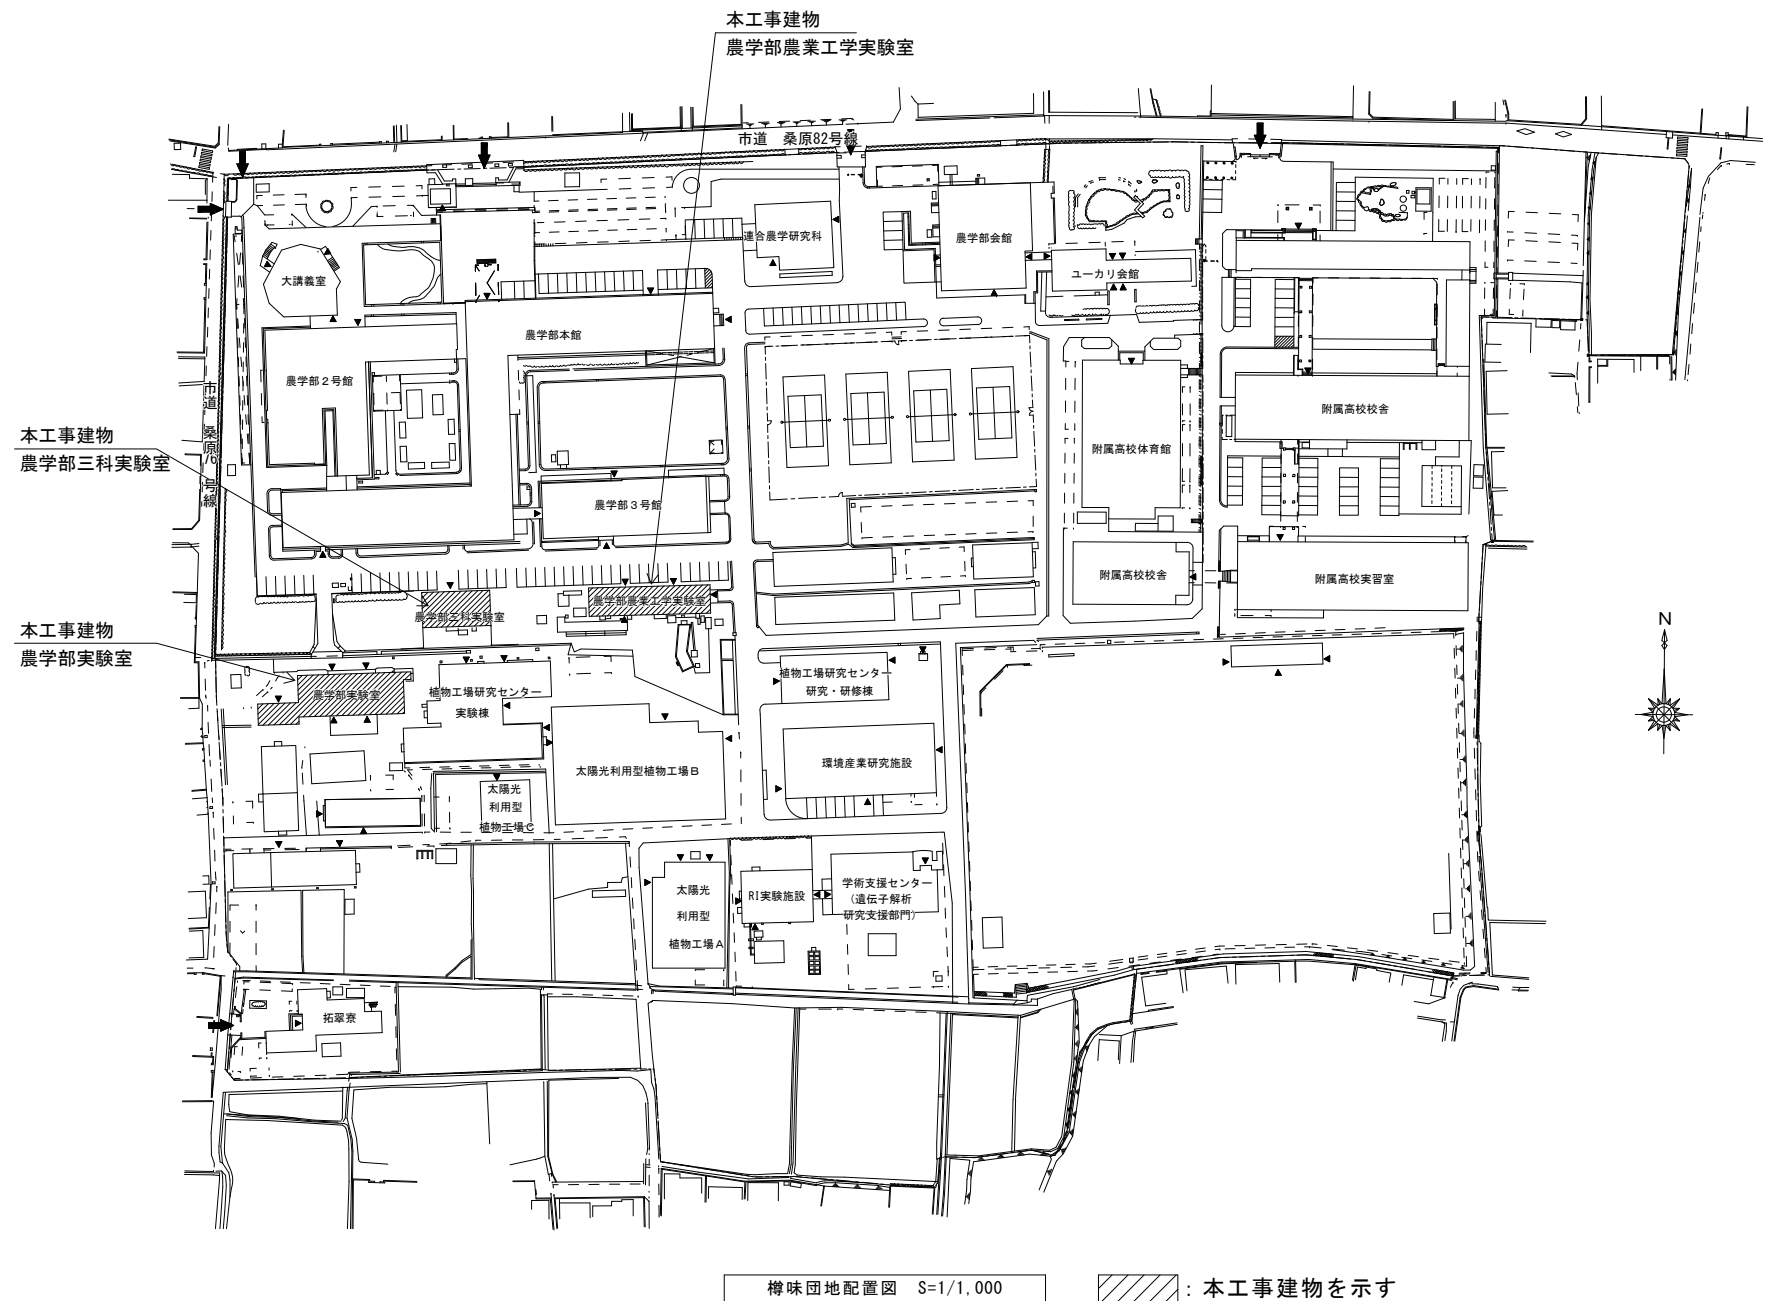 本工事建物
農学部農業工学実験室
市道　桑原82号線
連合農学研究科
農学部会館
ユーカリ会館
大講義室
農学部本館
農学部２号館
市道　桑原76号線
附属高校校舎
附属高校体育館
本工事建物
農学部三科実験室
農学部３号館
附属高校校舎
附属高校実習室
農学部農業工学実験室
農学部三科実験室
本工事建物
農学部実験室
N
農学部実験室
植物工場研究センター
実験棟
植物工場研究センター
研究・研修棟
太陽光利用型植物工場Ｂ
環境産業研究施設
太陽光
利用型
植物工場Ｃ
太陽光
利用型
植物工場Ａ
RI実験施設
学術支援センター
（遺伝子解析
研究支援部門）
拓翠寮
樽味団地配置図　S=1/1,000
：本工事建物を示す